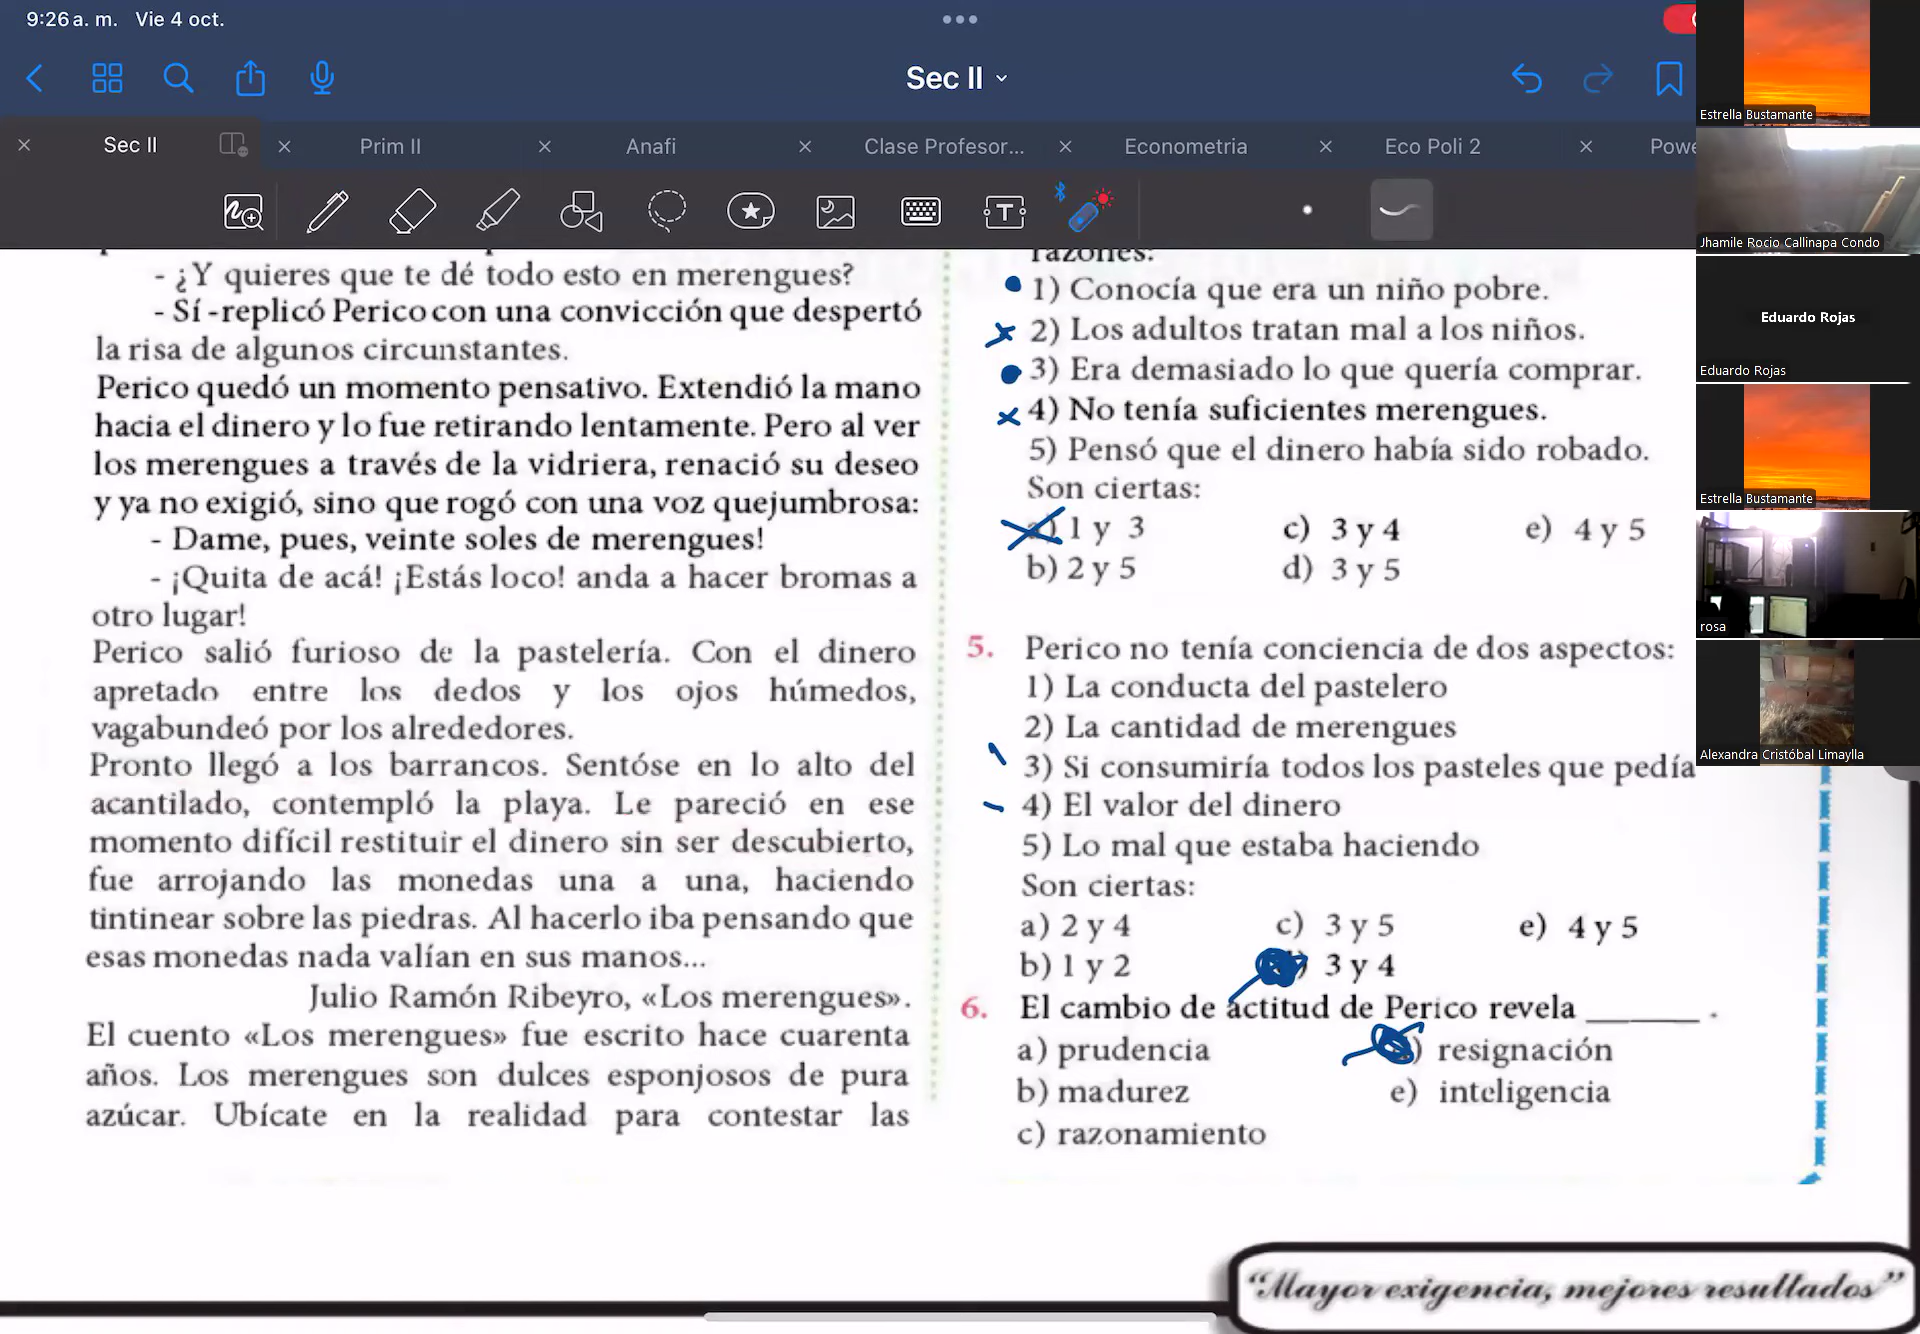 9:26 a. m. Vie 4 oct.
Sec II
Sec II
Prim II
Anafi
Clase Profesor...
Econometria
Eco Poli 2
Powe
- ¿Y quieres que te dé todo esto en merengues?
- Sí -replicó Perico con una convicción que despertó
la risa de algunos circunstantes.
Perico quedó un momento pensativo. Extendió la mano
hacia el dinero y lo fue retirando lentamente. Pero al ver
los merengues a través de la vidriera, renació su deseo
y ya no exigió, sino que rogó con una voz quejumbrosa:
- Dame, pues, veinte soles de merengues!
- ¡Quita de acá! ¡Estás loco! anda a hacer bromas a
otro lugar!
Perico salió furioso de la pastelería. Con el dinero
apretado entre los dedos y los ojos húmedos,
vagabundeó por los alrededores.
Pronto llegó a los barrancos. Sentóse en lo alto del
acantilado, contempló la playa. Le pareció en ese
momento difícil restituir el dinero sin ser descubierto,
fue arrojando las monedas una a una, haciendo
tintinear sobre las piedras. Al hacerlo iba pensando que
esas monedas nada valían en sus manos...
Julio Ramón Ribeyro, «Los merengues».
El cuento «Los merengues» fue escrito hace cuarenta
años. Los merengues son dulces esponjosos de pura
azúcar. Ubícate en la realidad para contestar las
razones:
1) Conocía que era un niño pobre.
2) Los adultos tratan mal a los niños.
3) Era demasiado lo que quería comprar.
4) No tenía suficientes merengues.
5) Pensó que el dinero había sido robado.
Son ciertas:
a) 1 y 3 c) 3 y 4 e) 4 y 5
b) 2 y 5 d) 3 y 5
5. Perico no tenía conciencia de dos aspectos:
1) La conducta del pastelero
2) La cantidad de merengues
3) Si consumiría todos los pasteles que pedía
4) El valor del dinero
5) Lo mal que estaba haciendo
Son ciertas:
a) 2 y 4 c) 3 y 5 e) 4 y 5
b) 1 y 2 ) 3 y 4
6. El cambio de actitud de Perico revela ______ .
a) prudencia ) resignación
b) madurez e) inteligencia
c) razonamiento
"Mayor exigencia, mejores resultados"
Estrella Bustamante
Jhamile Rocio Callinapa Condo
Eduardo Rojas
Eduardo Rojas
Estrella Bustamante
rosa
Alexandra Cristóbal Limaylla